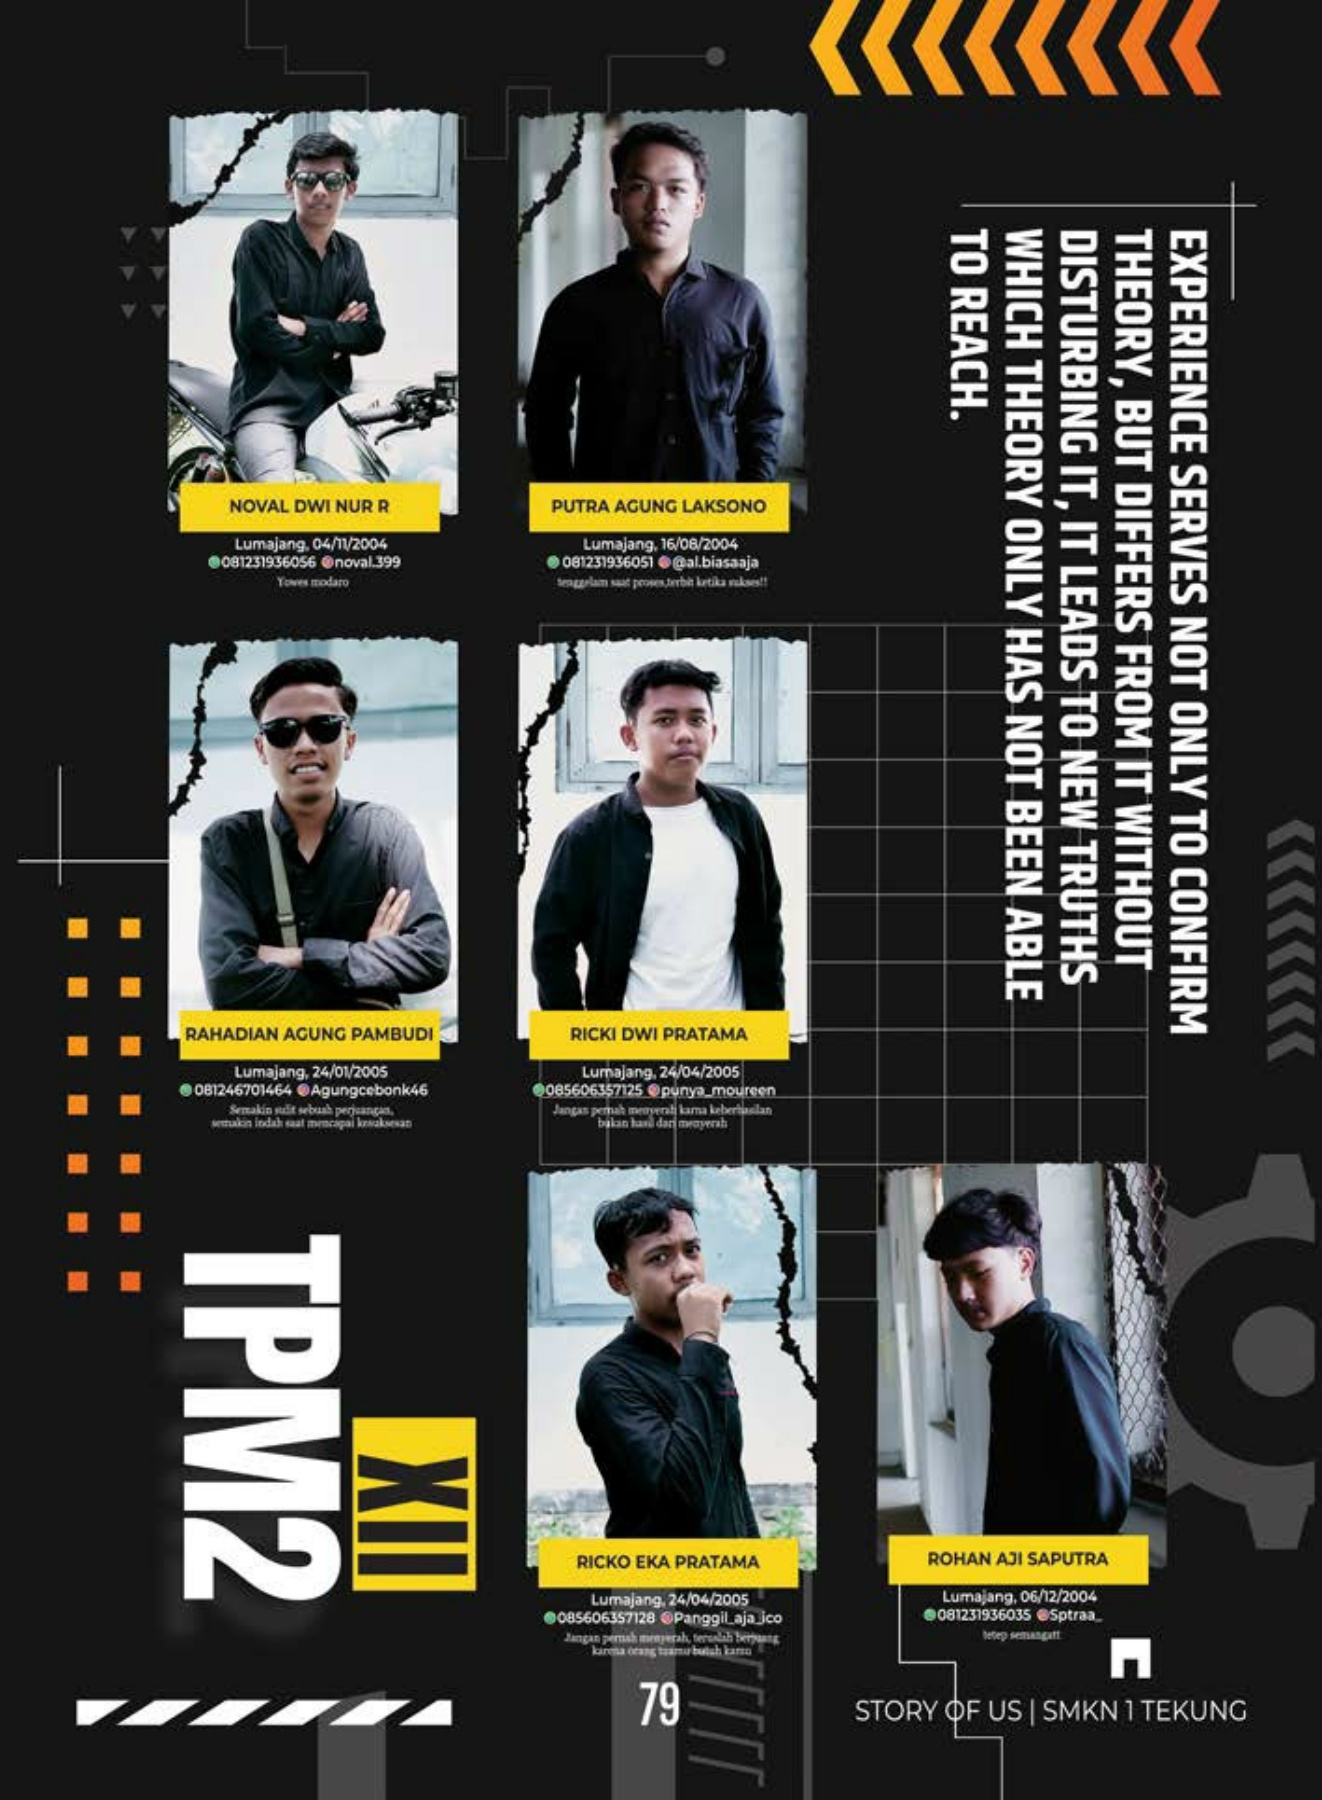 EXPERIENCE SERVES NOT ONLY TO CONFIRM
THEORY, BUT DIFFERS FROM IT WITHOUT
DISTURBING IT, IT LEADS TO NEW TRUTHS
WHICH THEORY ONLY HAS NOT BEEN ABLE
TO REACH.
NOVAL DWI NUR R
Lumajang, 04/11/2004
081231936056 noval.399
Yowes modaro
PUTRA AGUNG LAKSONO
Lumajang, 16/08/2004
081231936051 @al.biasaaja
tenggelam saat proses,terbit ketika sukses!!
RAHADIAN AGUNG PAMBUDI
Lumajang, 24/01/2005
081246701464 Agungcebonk46
Semakin sulit sebuah perjuangan,
semakin indah saat mencapai kesuksesan
RICKI DWI PRATAMA
Lumajang, 24/04/2005
085606357125 punya_moureen
Jangan pernah menyerah karna keberhasilan
bukan hasil dari menyerah
RICKO EKA PRATAMA
Lumajang, 24/04/2005
085606357128 Panggil_aja_ico
Jangan pernah menyerah, teruslah berjuang
karena orang tuamu butuh kamu
ROHAN AJI SAPUTRA
Lumajang, 06/12/2004
081231936035 Sptraa_
tetep semangatt
XII
TPM2
79
STORY OF US | SMKN 1 TEKUNG